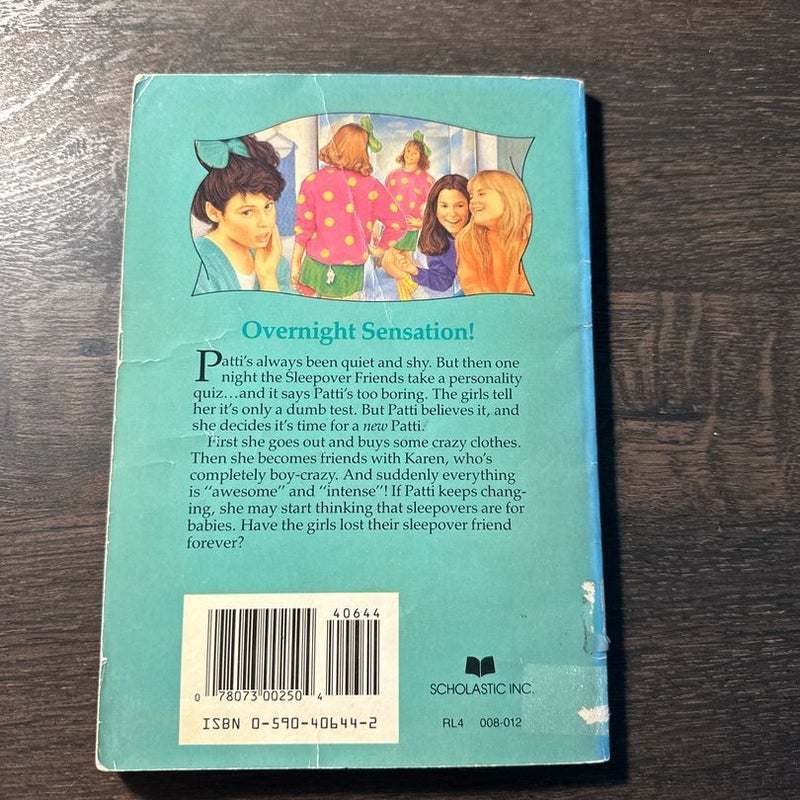 Overnight Sensation!
Patti's always been quiet and shy. But then one
night the Sleepover Friends take a personality
quiz...and it says Patti's too boring. The girls tell
her it's only a dumb test. But Patti believes it, and
she decides it's time for a new Patti.
First she goes out and buys some crazy clothes.
Then she becomes friends with Karen, who's
completely boy-crazy. And suddenly everything
is "awesome" and "intense"! If Patti keeps chang-
ing, she may start thinking that sleepovers are for
babies. Have the girls lost their sleepover friend
forever?
40644
0 78073 00250 4
ISBN 0-590-40644-2
SCHOLASTIC INC.
RL4 008-012